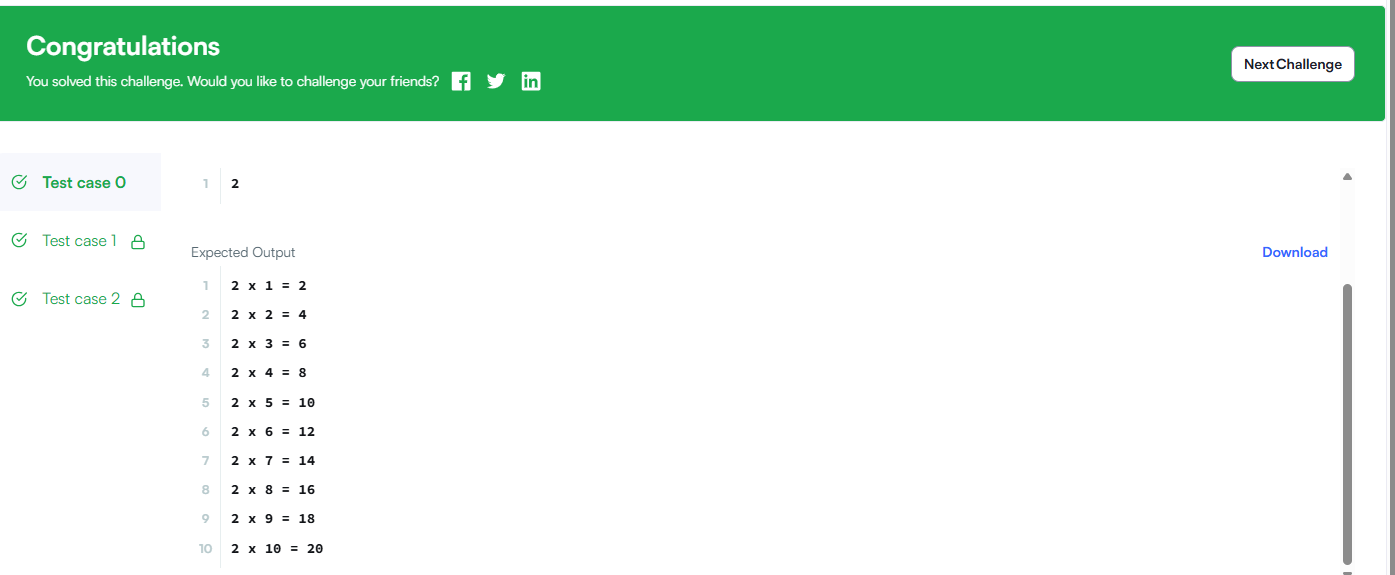 Congratulations
You solved this challenge. Would you like to challenge your friends?
Next Challenge
Test case 0
Test case 1
Test case 2
1 2
Expected Output
Download
1 2 x 1 = 2
2 2 x 2 = 4
3 2 x 3 = 6
4 2 x 4 = 8
5 2 x 5 = 10
6 2 x 6 = 12
7 2 x 7 = 14
8 2 x 8 = 16
9 2 x 9 = 18
10 2 x 10 = 20